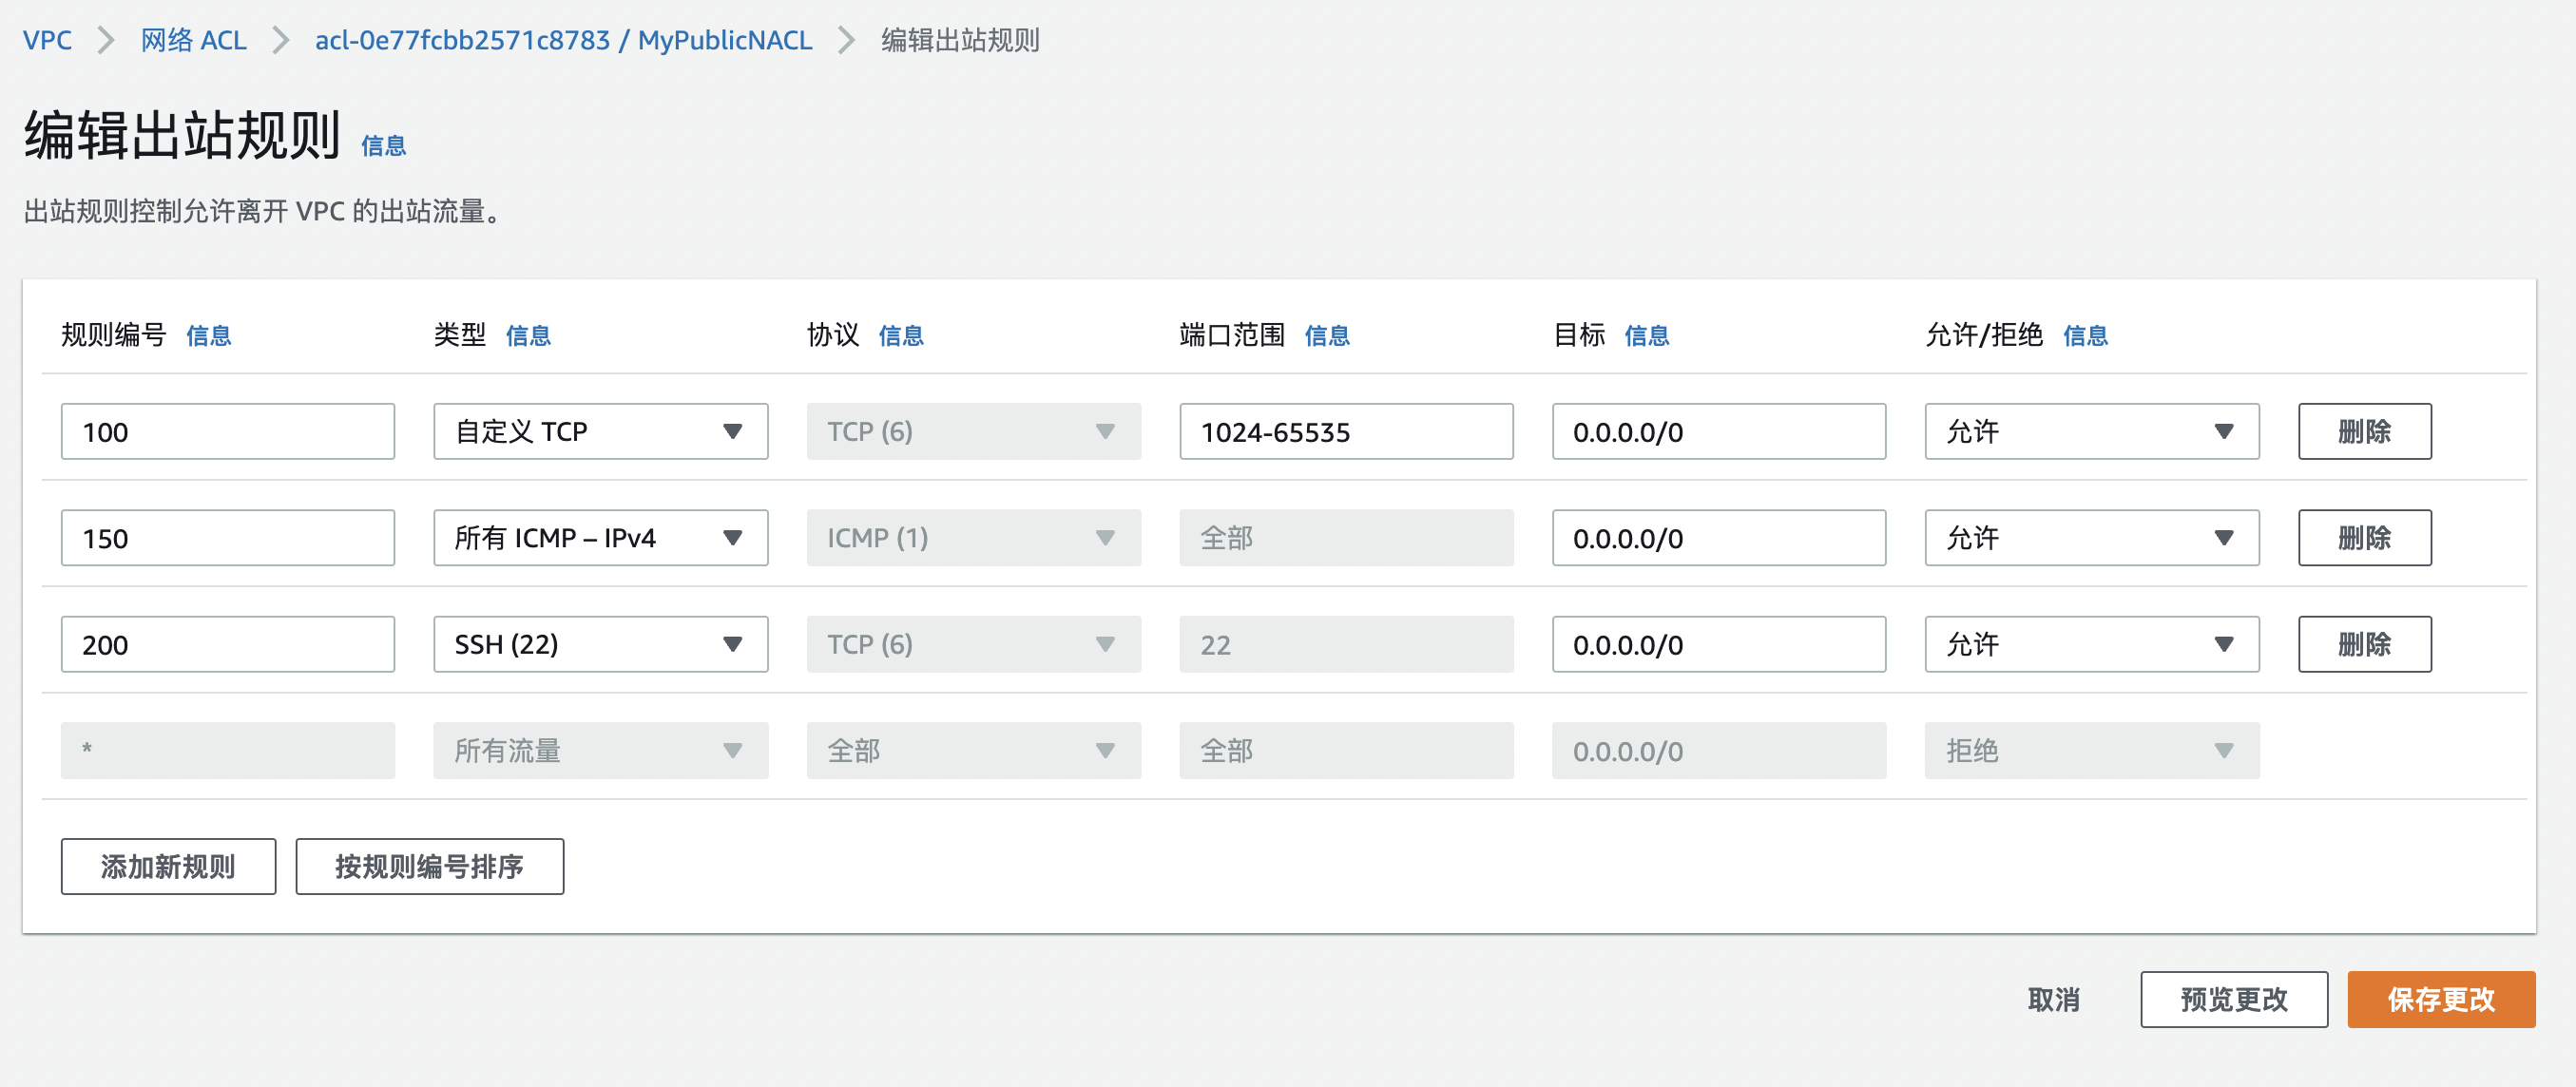 VPC 网络 ACL acl-0e77fcbb2571c8783 / MyPublicNACL 编辑出站规则
编辑出站规则 信息
出站规则控制允许离开 VPC 的出站流量。
规则编号 信息 类型 信息 协议 信息 端口范围 信息 目标 信息 允许/拒绝 信息
100 自定义 TCP TCP (6) 1024-65535 0.0.0.0/0 允许 删除
150 所有 ICMP – IPv4 ICMP (1) 全部 0.0.0.0/0 允许 删除
200 SSH (22) TCP (6) 22 0.0.0.0/0 允许 删除
* 所有流量 全部 全部 0.0.0.0/0 拒绝
添加新规则 按规则编号排序
取消 预览更改 保存更改